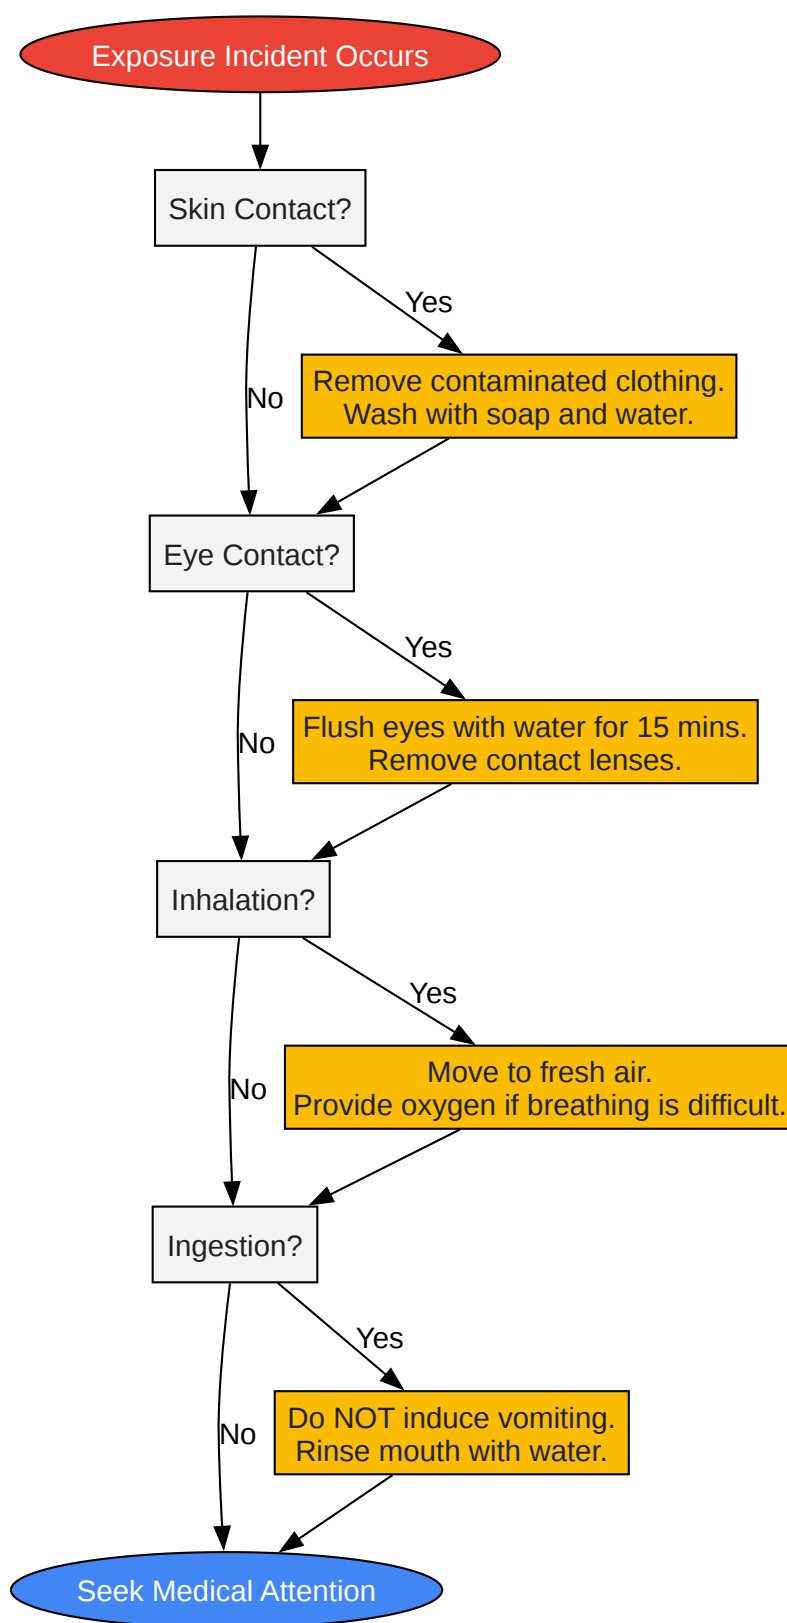 Exposure Incident Occurs
Skin Contact?
Yes
Remove contaminated clothing.
Wash with soap and water.
No
Eye Contact?
Yes
Flush eyes with water for 15 mins.
Remove contact lenses.
No
Inhalation?
Yes
Move to fresh air.
Provide oxygen if breathing is difficult.
No
Ingestion?
Yes
Do NOT induce vomiting.
Rinse mouth with water.
No
Seek Medical Attention